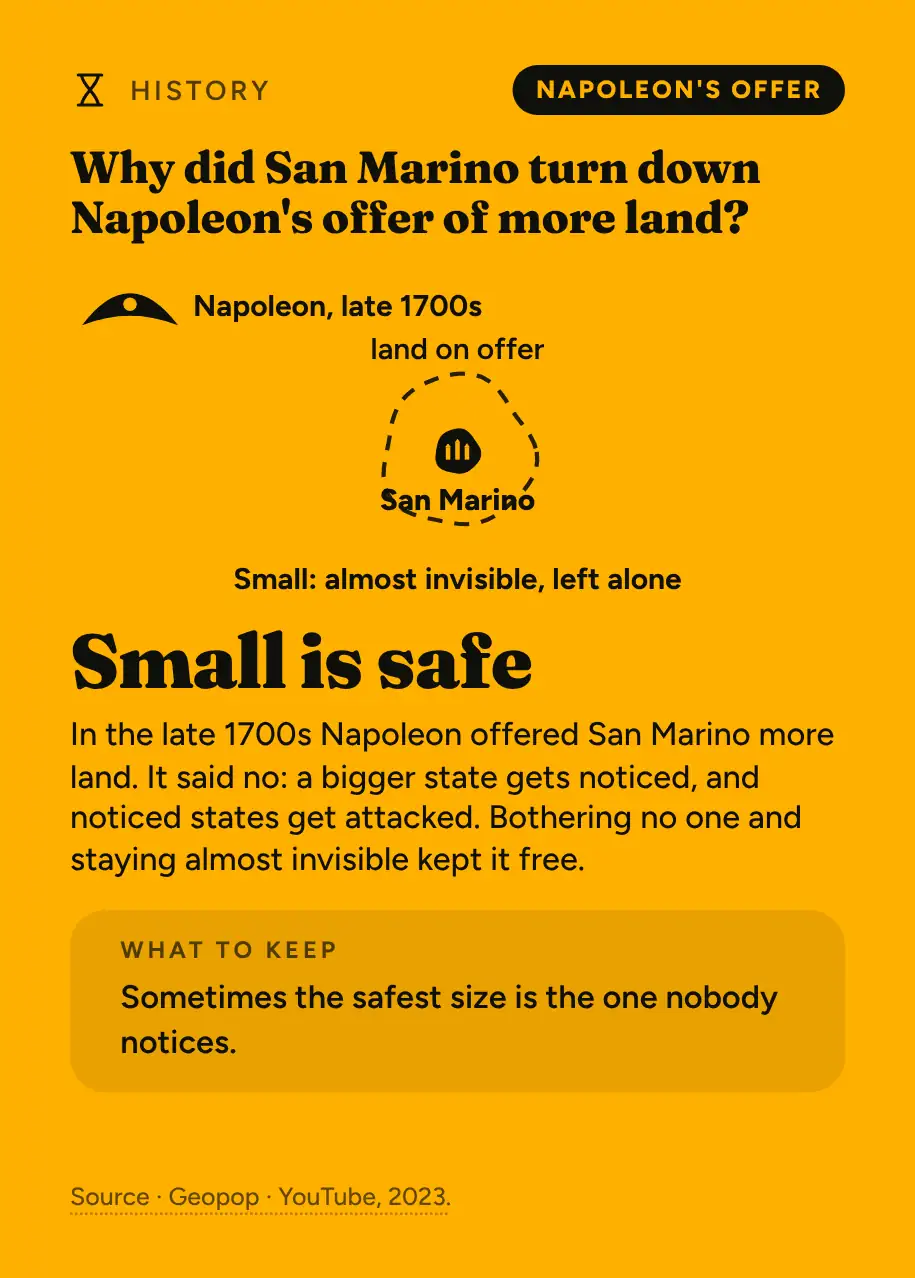 HISTORY
NAPOLEON'S OFFER
Why did San Marino turn down
Napoleon's offer of more land?
Napoleon, late 1700s
land on offer
San Marino
Small: almost invisible, left alone
Small is safe
In the late 1700s Napoleon offered San Marino more
land. It said no: a bigger state gets noticed, and
noticed states get attacked. Bothering no one and
staying almost invisible kept it free.
WHAT TO KEEP
Sometimes the safest size is the one nobody
notices.
Source · Geopop · YouTube, 2023.